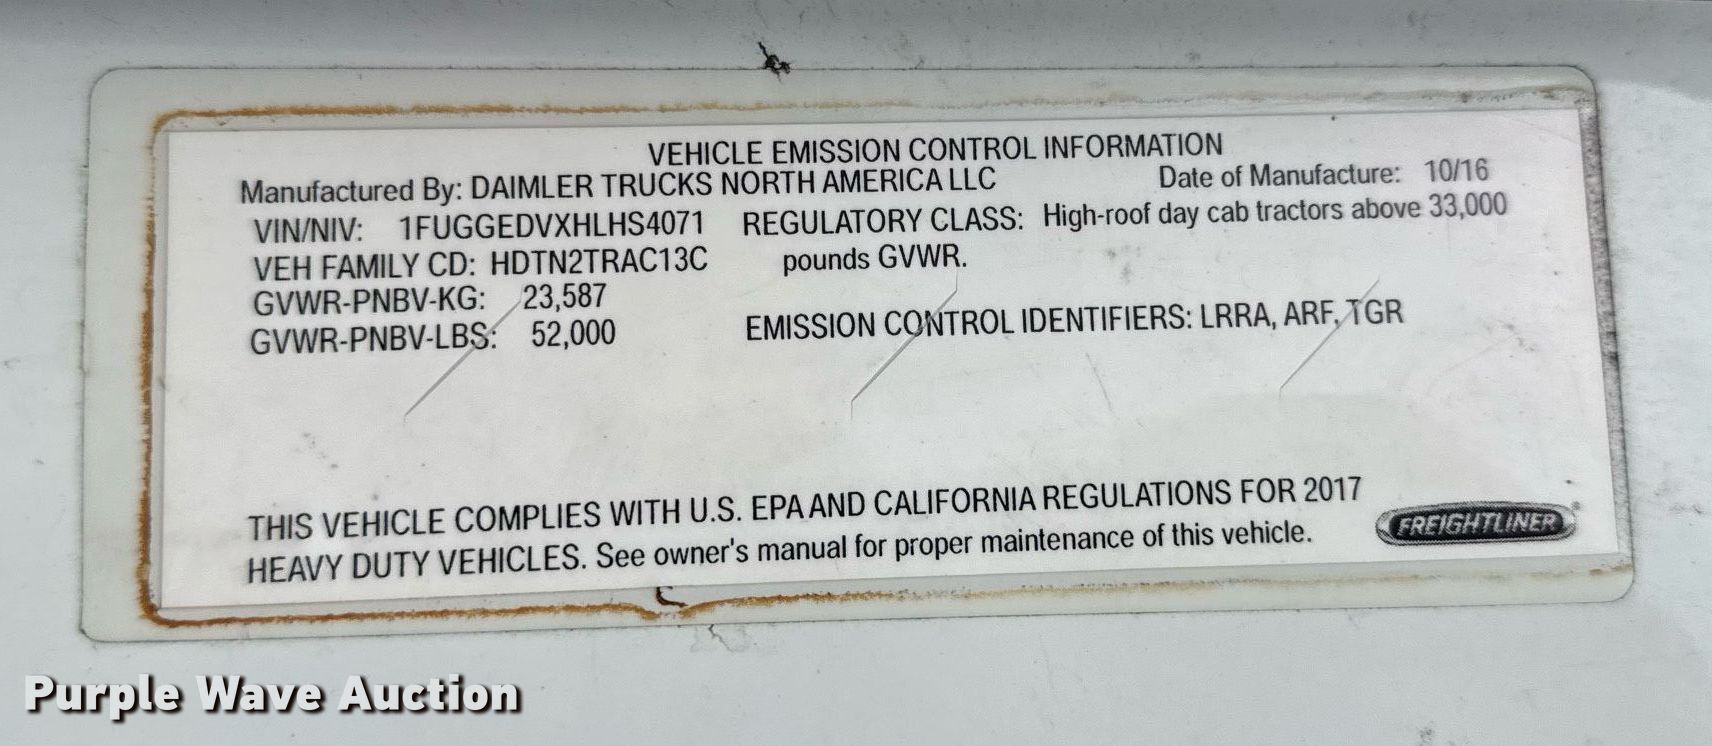 VEHICLE EMISSION CONTROL INFORMATION
Manufactured By: DAIMLER TRUCKS NORTH AMERICA LLC Date of Manufacture: 10/16
VIN/NIV: 1FUGGEDVXHLHS4071 REGULATORY CLASS: High-roof day cab tractors above 33,000
VEH FAMILY CD: HDTN2TRAC13C pounds GVWR.
GVWR-PNBV-KG: 23,587
GVWR-PNBV-LBS: 52,000 EMISSION CONTROL IDENTIFIERS: LRRA, ARF, TGR
THIS VEHICLE COMPLIES WITH U.S. EPA AND CALIFORNIA REGULATIONS FOR 2017
HEAVY DUTY VEHICLES. See owner's manual for proper maintenance of this vehicle.
FREIGHTLINER
Purple Wave Auction